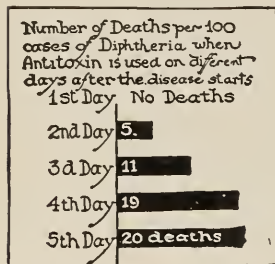 Number of Deaths per 100
cases of Diphtheria when
Antitoxin is used on diferent
days after the disease starts
1st Day No Deaths
2nd Day 5.
3d Day 11
4th Day 19
5th Day 20 deaths